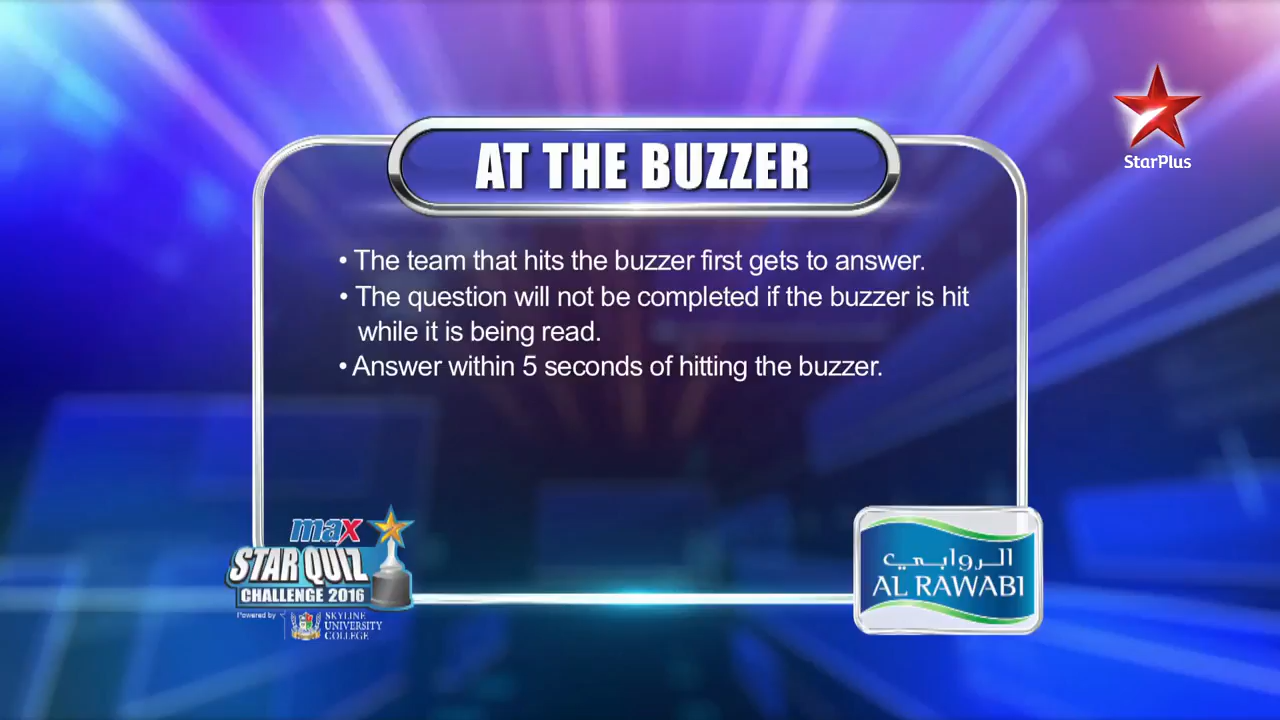 AT THE BUZZER
StarPlus
• The team that hits the buzzer first gets to answer.
• The question will not be completed if the buzzer is hit
while it is being read.
• Answer within 5 seconds of hitting the buzzer.
max
STAR QUIZ
CHALLENGE 2016
Powered by
SKYLINE
UNIVERSITY
COLLEGE
الروابي
AL RAWABI